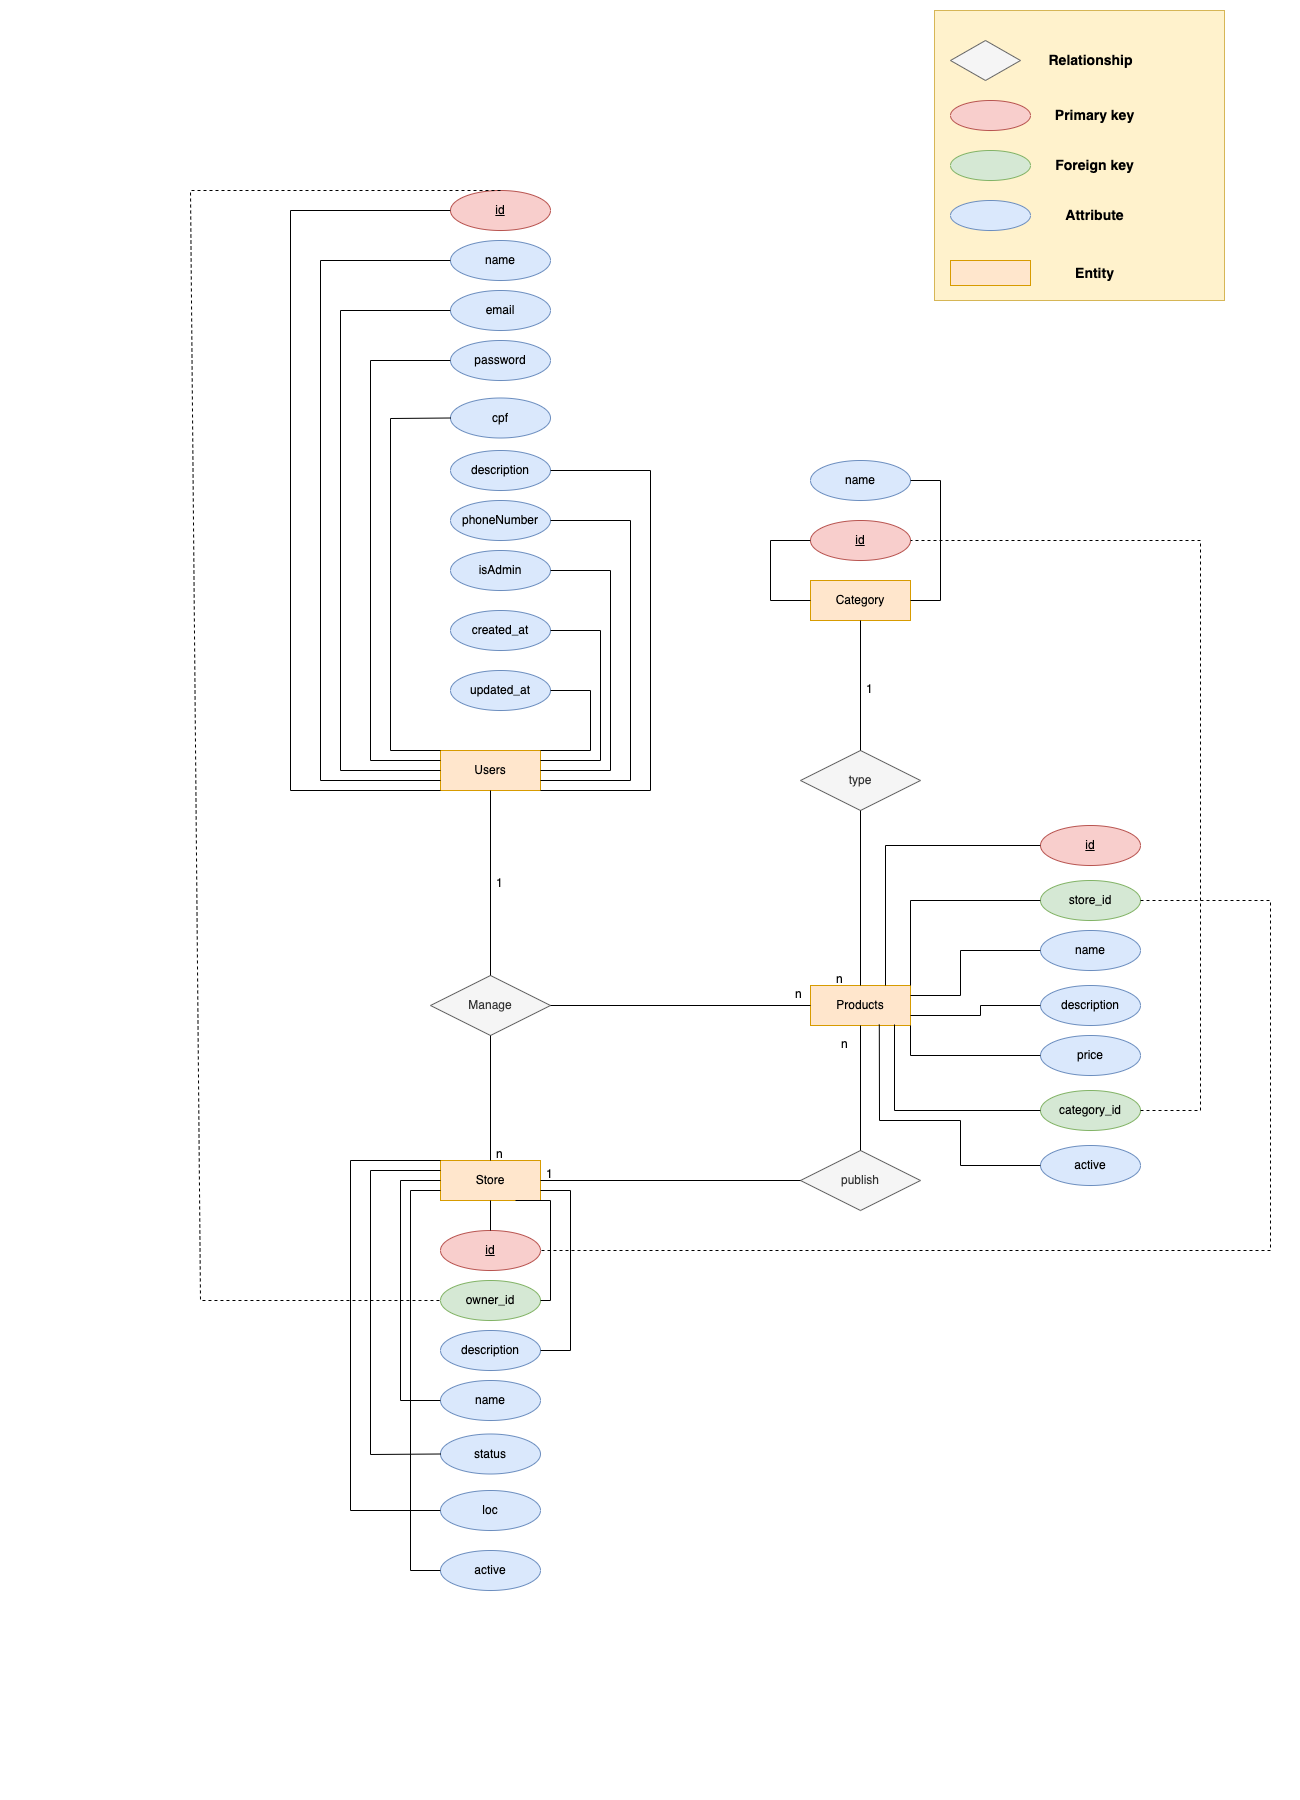 Relationship
Primary key
Foreign key
Attribute
Entity
id
name
email
password
cpf
description
phoneNumber
isAdmin
created_at
updated_at
Users
name
id
Category
1
type
1
id
store_id
name
description
price
category_id
active
n
n
Products
n
Manage
n
Store
1
publish
id
owner_id
description
name
status
loc
active